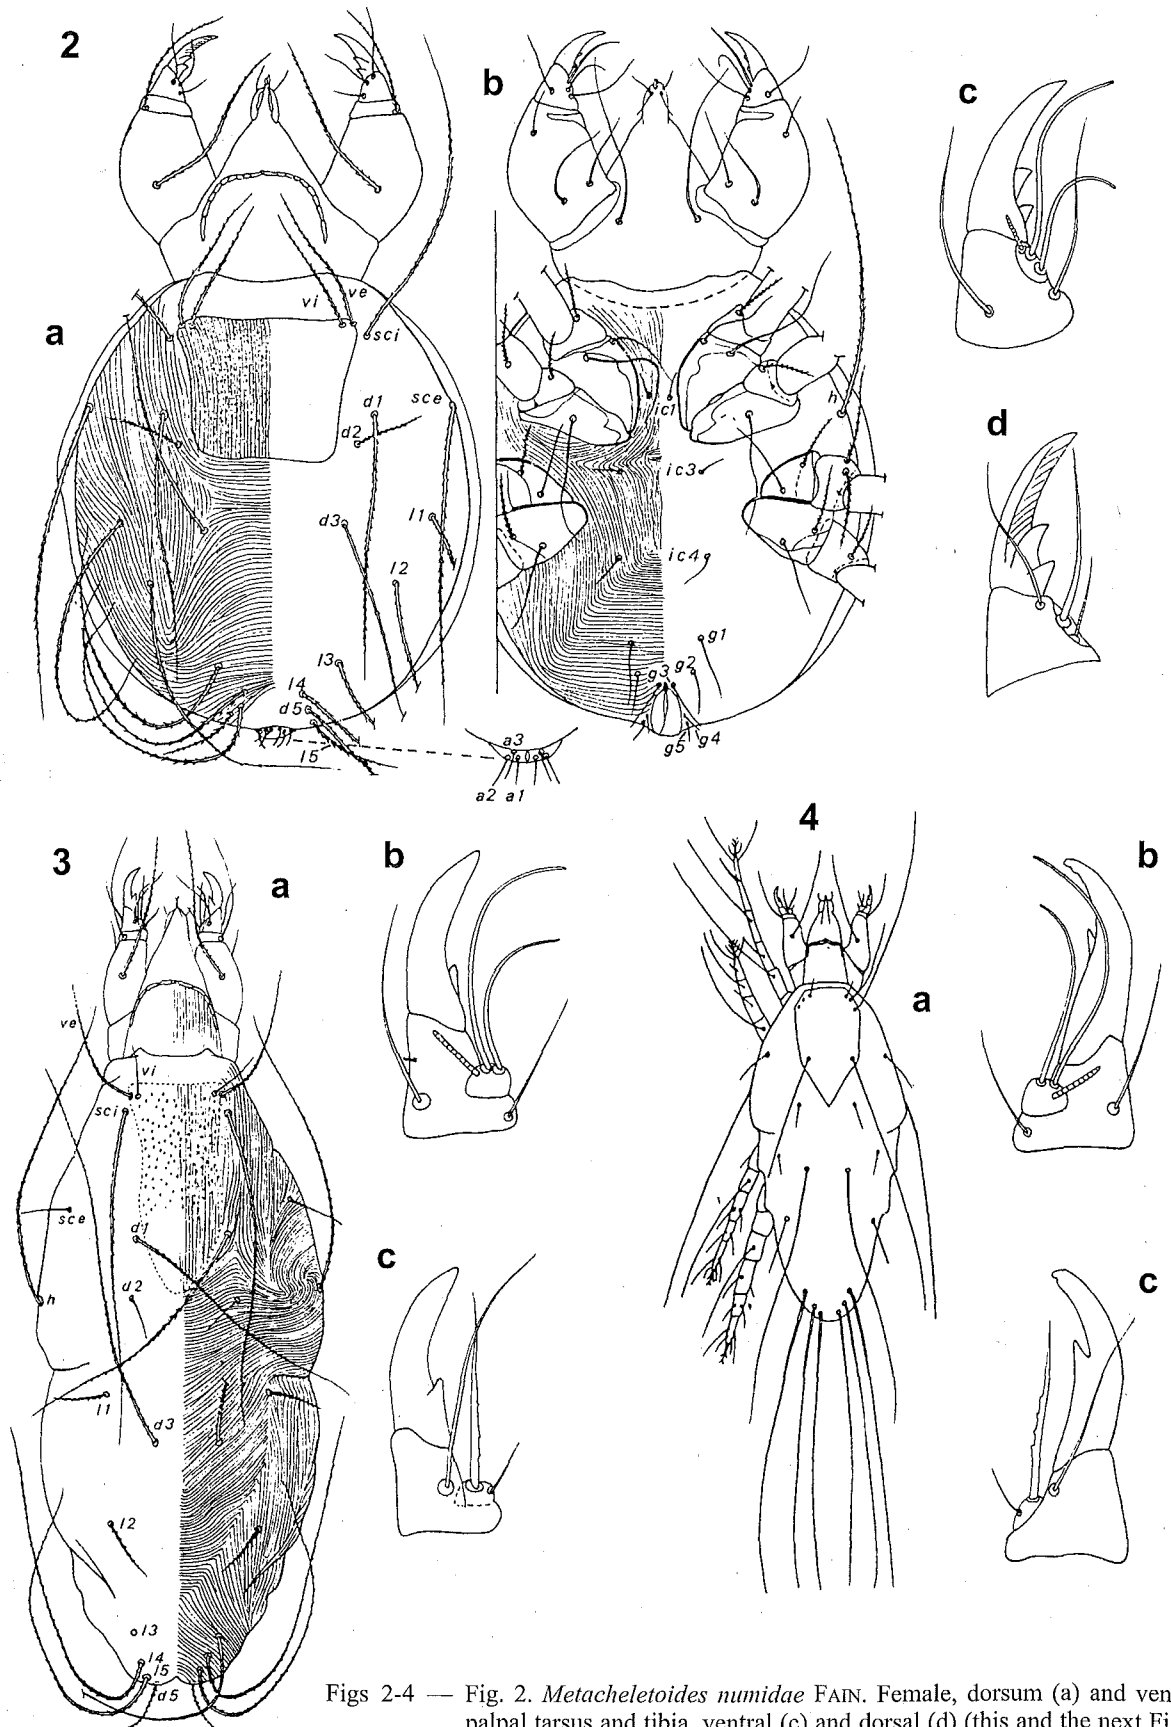 2
a
vi
ve
sci
d1
sce
d2
d3
l1
l2
l3
l4
d5
l5
a3
a2 a1
b
ic1
h
ic3
ic4
g1
g3 g2
g5 g4
c
d
3
a
ve
vi
sci
sce
d1
d2
h
l1
d3
l2
l3
l4
l5
d5
b
c
4
a
b
c
Figs 2-4 — Fig. 2. Metacheletoides numidae FAIN. Female, dorsum (a) and ven
palpal tarsus and tibia, ventral (c) and dorsal (d) (this and the next Fi